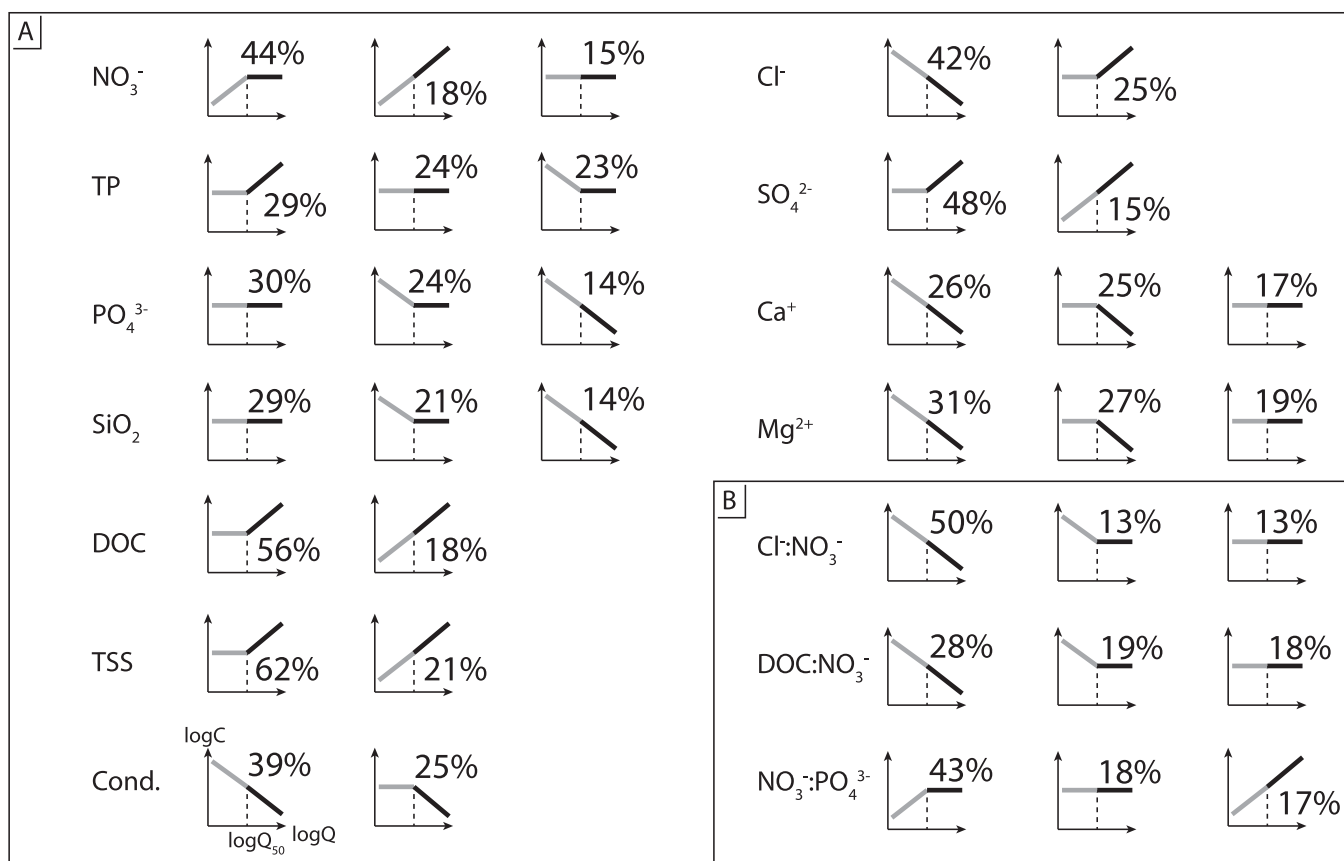 A
NO₃⁻ 44% 18% 15%
TP 29% 24% 23%
PO₄³⁻ 30% 24% 14%
SiO₂ 29% 21% 14%
DOC 56% 18%
TSS 62% 21%
logC
Cond. 39% 25%
logQ₅₀ logQ
Cl⁻ 42% 25%
SO₄²⁻ 48% 15%
Ca⁺ 26% 25% 17%
Mg²⁺ 31% 27% 19%
B
Cl⁻:NO₃⁻ 50% 13% 13%
DOC:NO₃⁻ 28% 19% 18%
NO₃⁻:PO₄³⁻ 43% 18% 17%